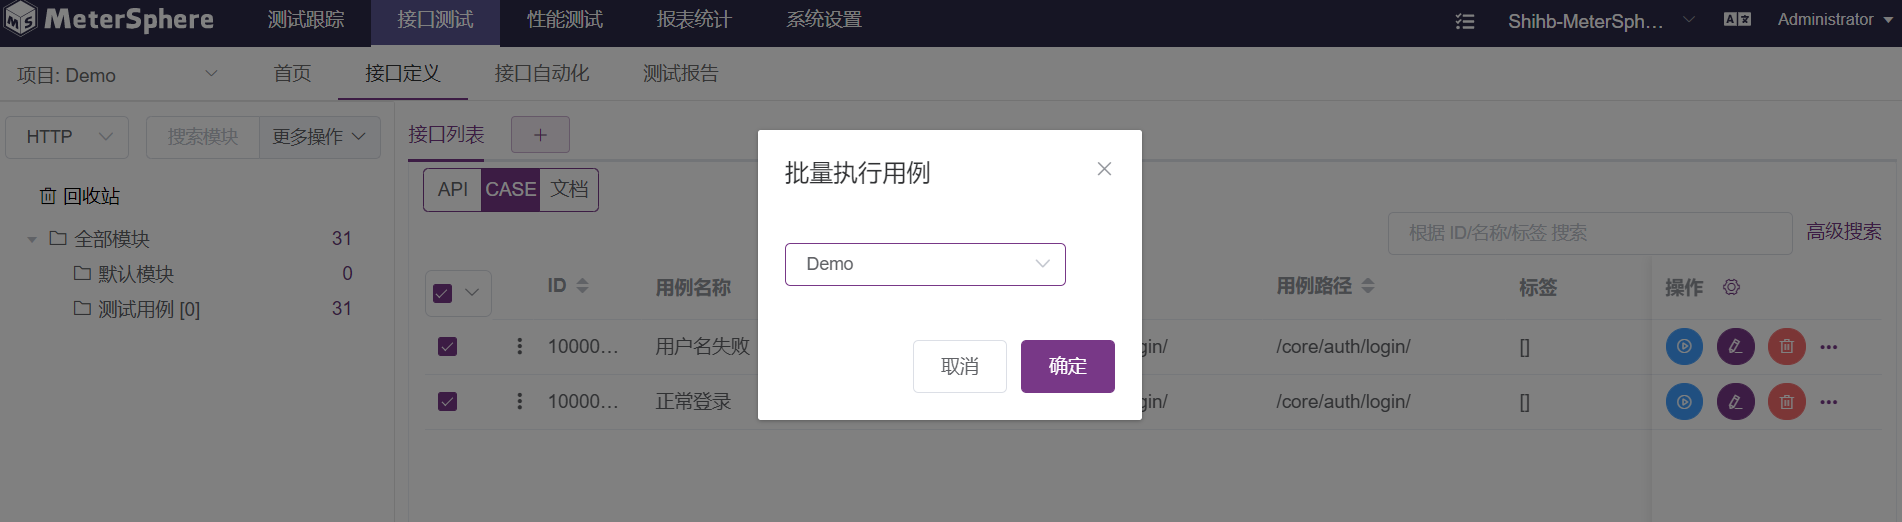 MeterSphere 测试跟踪 接口测试 性能测试 报表统计 系统设置 Shihb-MeterSph... Administrator
项目: Demo 首页 接口定义 接口自动化 测试报告
HTTP 搜索模块 更多操作 接口列表 +
批量执行用例
API CASE 文档
回收站
根据 ID/名称/标签 搜索 高级搜索
全部模块 31
默认模块 0
测试用例 [0] 31
Demo
ID 用例名称 用例路径 标签 操作
10000... 用户名失败 gin/ /core/auth/login/ []
取消 确定
10000... 正常登录 gin/ /core/auth/login/ []